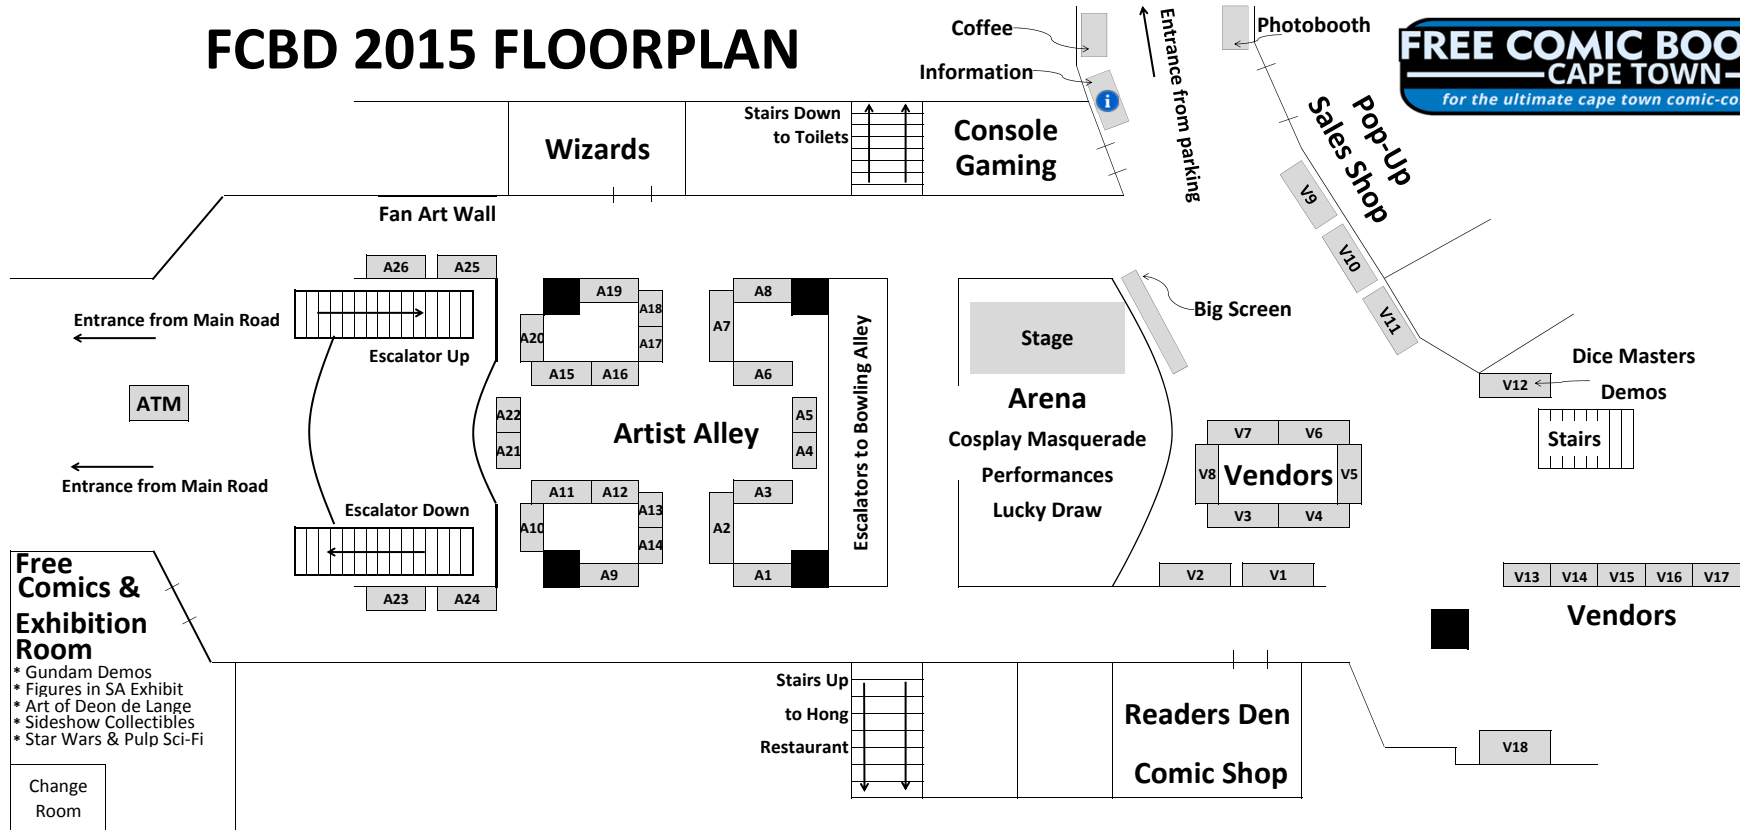 FCBD 2015 FLOORPLAN
Coffee
Information
i
Entrance from parking
Photobooth
FREE COMIC BOO
CAPE TOWN
for the ultimate cape town comic-co
Pop-Up
Sales Shop
Wizards
Stairs Down
to Toilets
Console
Gaming
V9
V10
V11
Fan Art Wall
A26
A25
A19
A18
A17
A20
A15
A16
A8
A7
A6
Entrance from Main Road
Escalator Up
ATM
A22
A21
Artist Alley
A5
A4
Escalators to Bowling Alley
Stage
Big Screen
Arena
Cosplay Masquerade
Performances
Lucky Draw
V7
V6
V8
Vendors
V5
V3
V4
V12
Dice Masters
Demos
Stairs
Entrance from Main Road
Escalator Down
A11
A12
A13
A10
A14
A9
A3
A2
A1
A23
A24
V2
V1
V13
V14
V15
V16
V17
Vendors
Free
Comics &
Exhibition
Room
* Gundam Demos
* Figures in SA Exhibit
* Art of Deon de Lange
* Sideshow Collectibles
* Star Wars & Pulp Sci-Fi
Change
Room
Stairs Up
to Hong
Restaurant
Readers Den
Comic Shop
V18